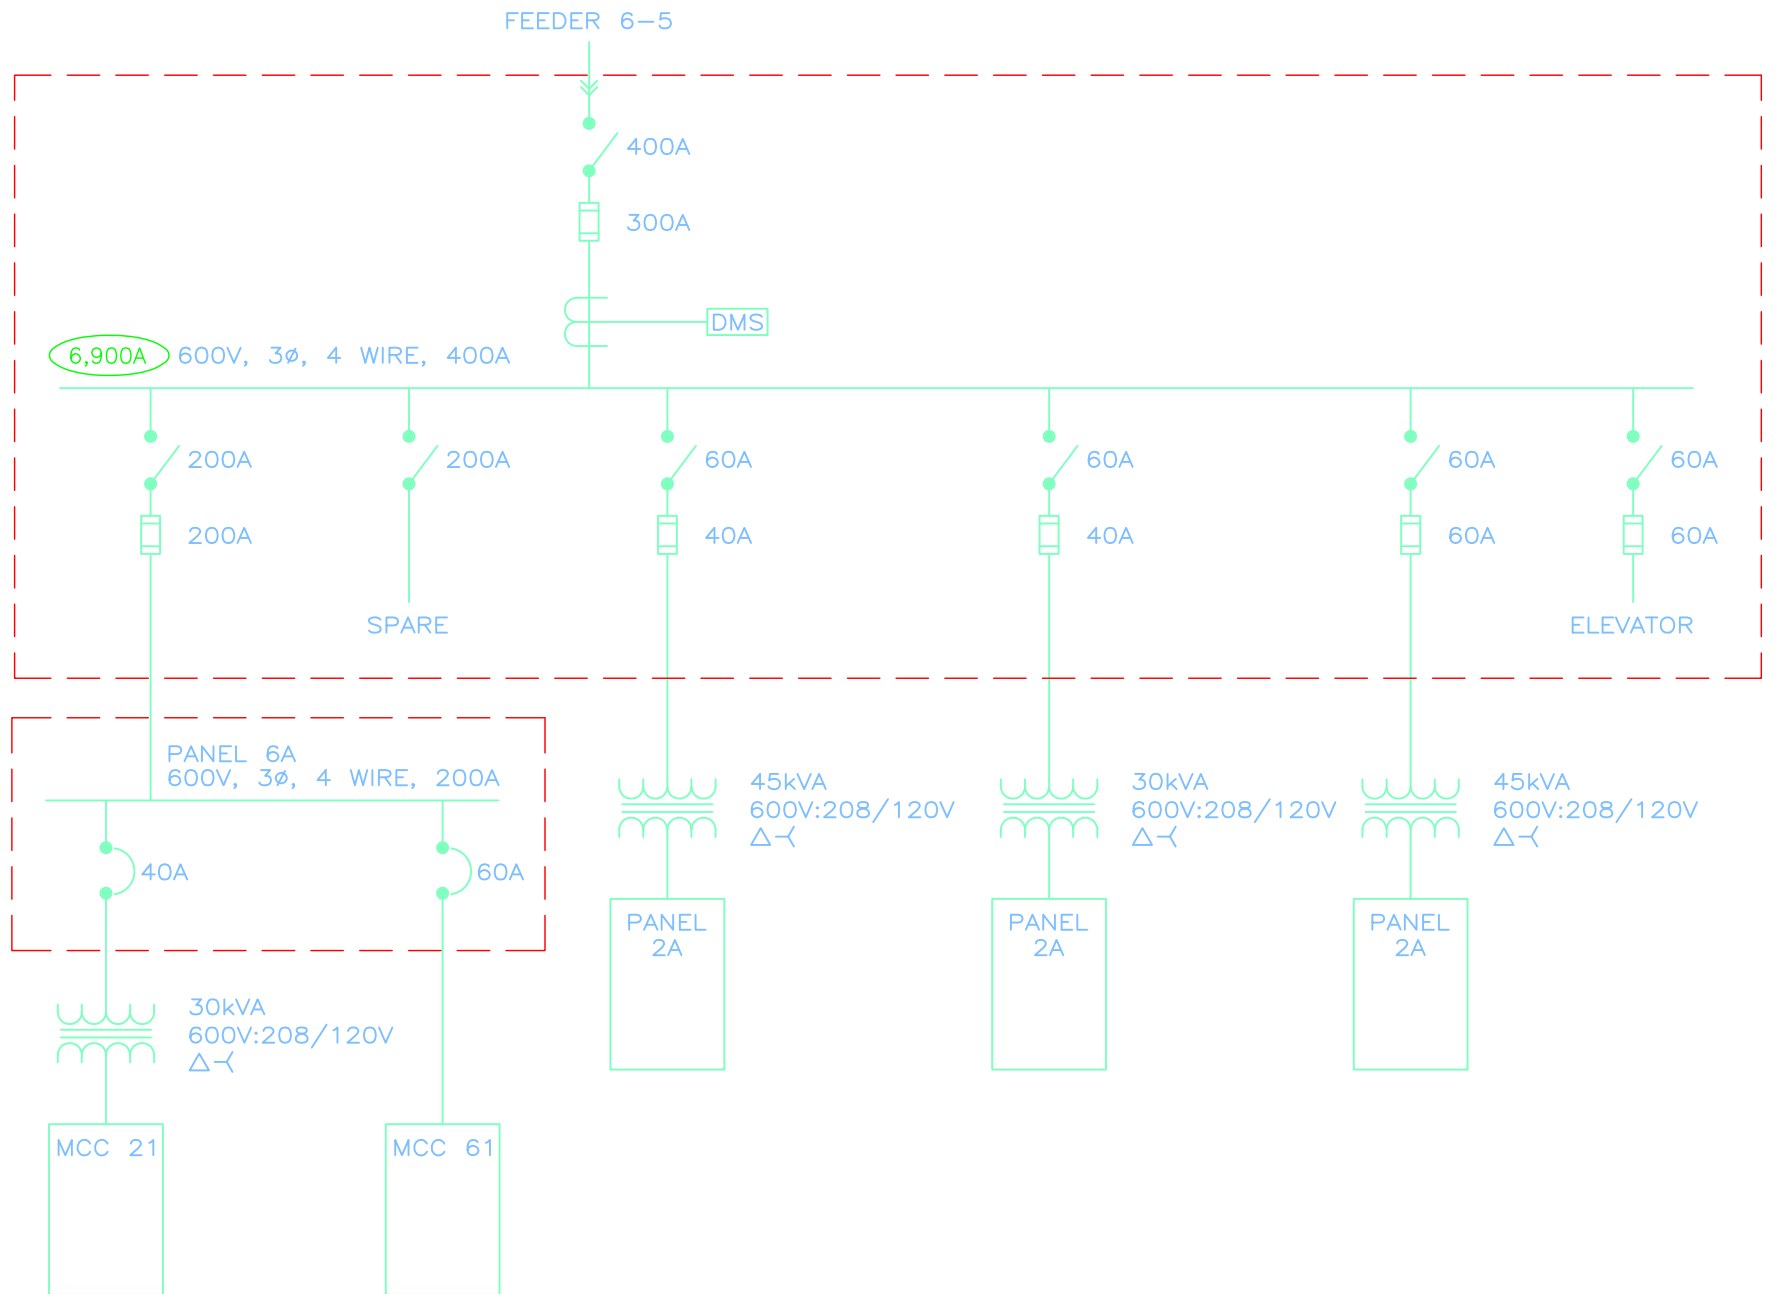 FEEDER 6-5
400A
300A
DMS
6,900A
600V, 3ø, 4 WIRE, 400A
200A
200A
60A
60A
60A
60A
200A
40A
40A
60A
60A
SPARE
ELEVATOR
PANEL 6A
600V, 3ø, 4 WIRE, 200A
40A
60A
45kVA
600V:208/120V
30kVA
600V:208/120V
45kVA
600V:208/120V
PANEL
2A
PANEL
2A
PANEL
2A
30kVA
600V:208/120V
MCC 21
MCC 61